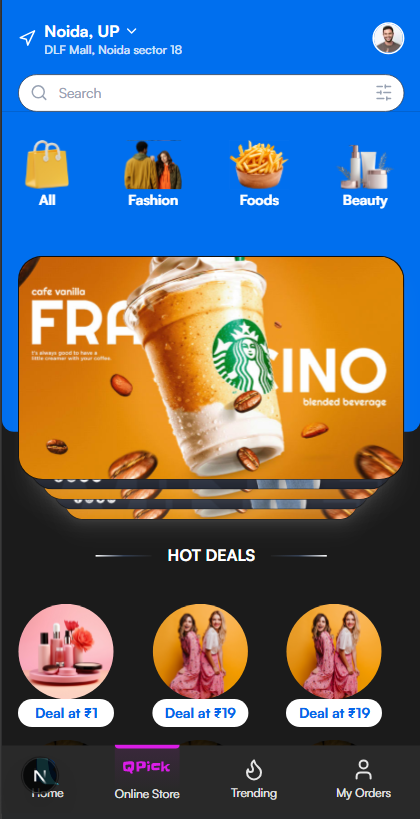 Noida, UP
DLF Mall, Noida sector 18
Search
All
Fashion
Foods
Beauty
cafe vanilla
FRA
CINO
it's always good to have a
little creamer with your coffee.
blended beverage
HOT DEALS
Deal at ₹1
Deal at ₹19
Deal at ₹19
N
QPick
Home
Online Store
Trending
My Orders